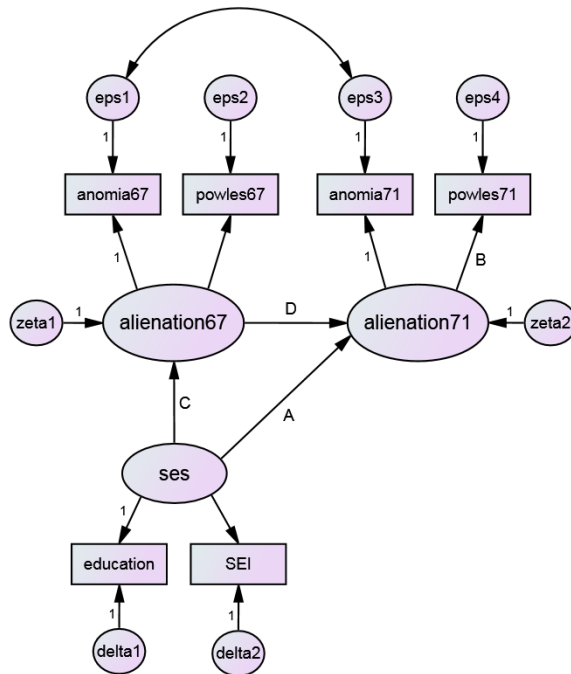 eps1
eps2
eps3
eps4
1
1
1
1
anomia67
powles67
anomia71
powles71
1
1
B
zeta1
1
alienation67
D
alienation71
1
zeta2
C
A
ses
1
education
SEI
1
1
delta1
delta2